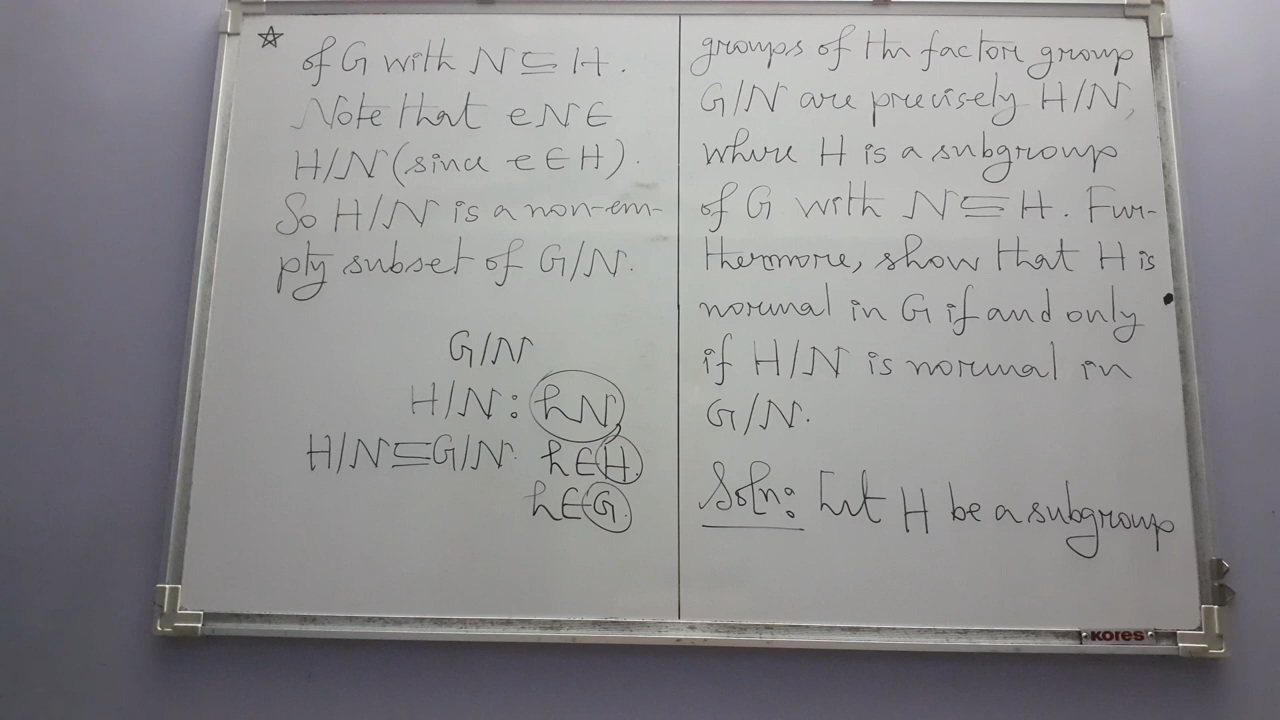 ☆
of G with N ⊆ H.
Note that eN ∈
H/N (since e ∈ H).
So H/N is a non-em-
pty subset of G/N.
G/N
H/N : hN,
H/N ⊆ G/N. h ∈ H.
h ∈ G.
groups of the factor group
G/N are precisely H/N,
where H is a subgroup
of G with N ⊆ H. Fur-
thermore, show that H is
normal in G if and only
if H/N is normal in
G/N.
Soln: Let H be a subgroup
KORES